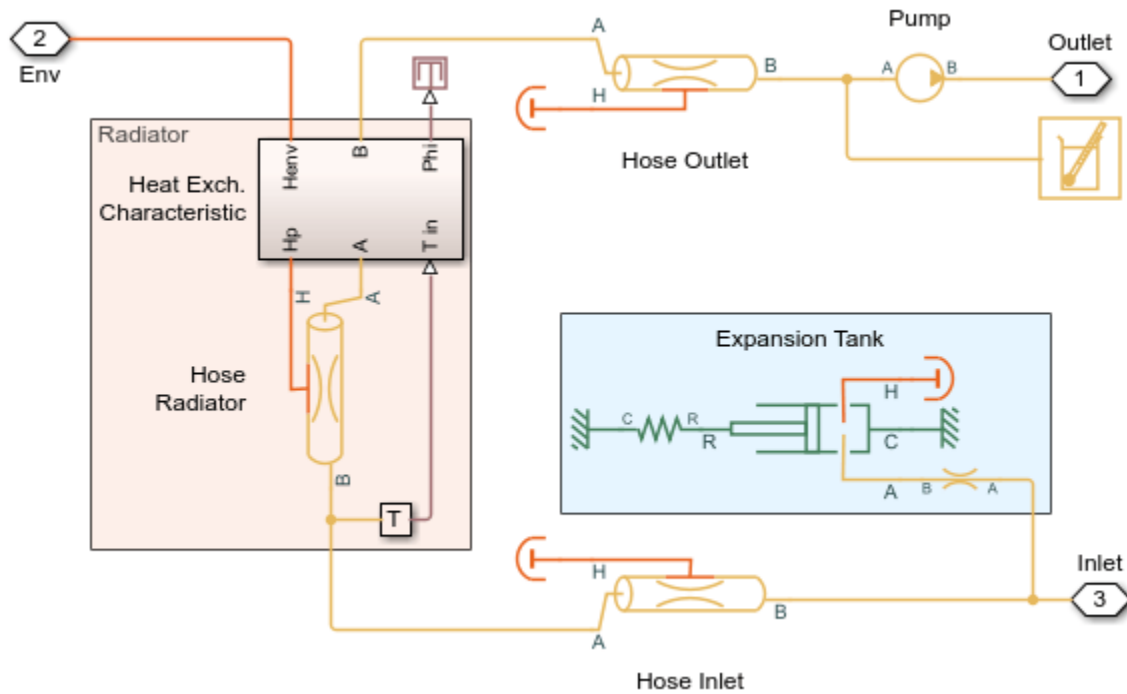 Pump
2
Env
A
B
A
B
Outlet
1
H
Radiator
Henv
B
Phi
Hose Outlet
Heat Exch.
Characteristic
Hp
A
T in
H
A
Expansion Tank
Hose
Radiator
H
C
R
R
C
A
B
A
B
T
H
Inlet
3
B
A
Hose Inlet